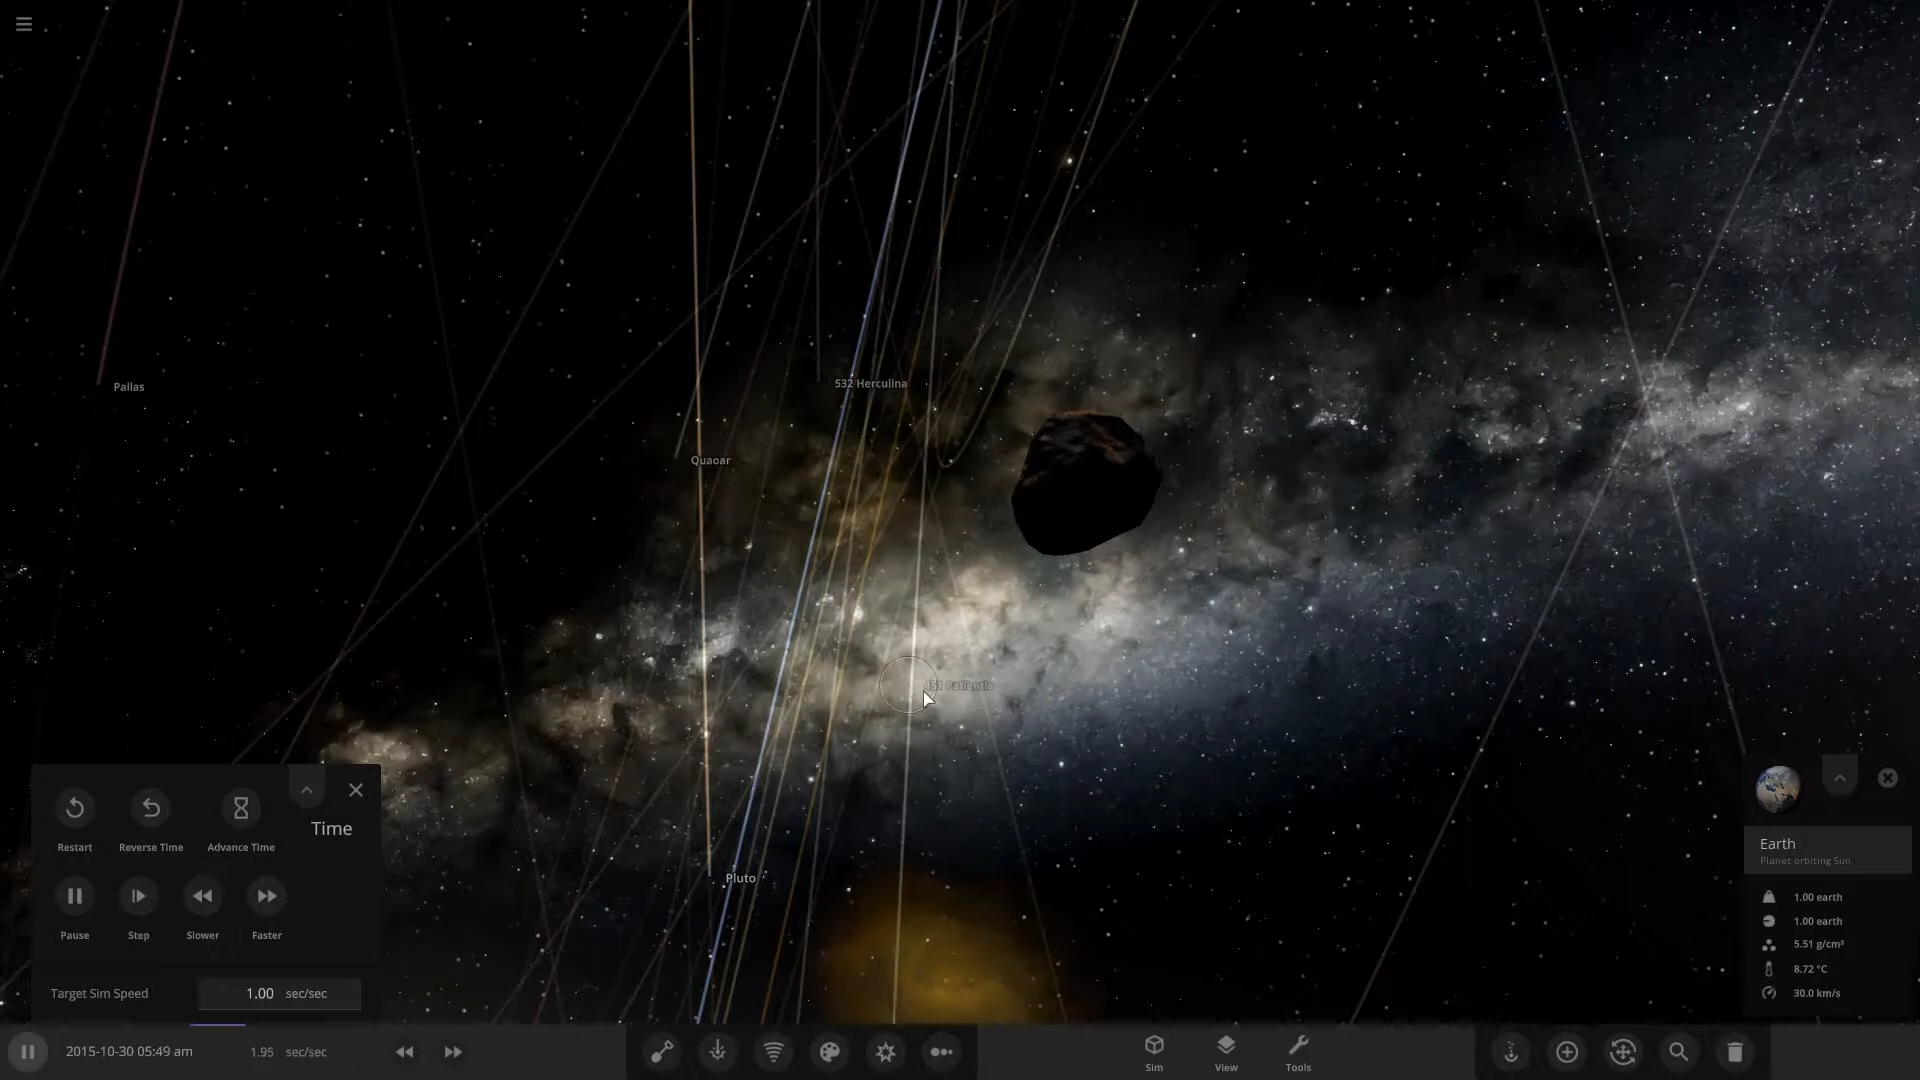 Pallas
532 Herculina
Quaoar
451 Patientia
Pluto
Restart
Reverse Time
Advance Time
Time
Pause
Step
Slower
Faster
Target Sim Speed
1.00 sec/sec
2015-10-30 05:49 am
1.95 sec/sec
Sim
View
Tools
Earth
Planet orbiting Sun
1.00 earth
1.00 earth
5.51 g/cm³
8.72 °C
30.0 km/s